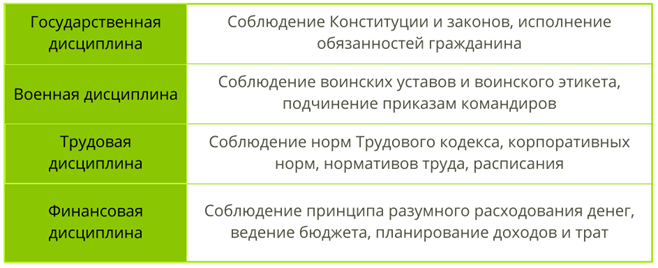 Государственная
дисциплина
Соблюдение Конституции и законов, исполнение
обязанностей гражданина
Военная дисциплина
Соблюдение воинских уставов и воинского этикета,
подчинение приказам командиров
Трудовая
дисциплина
Соблюдение норм Трудового кодекса, корпоративных
норм, нормативов труда, расписания
Финансовая
дисциплина
Соблюдение принципа разумного расходования денег,
ведение бюджета, планирование доходов и трат